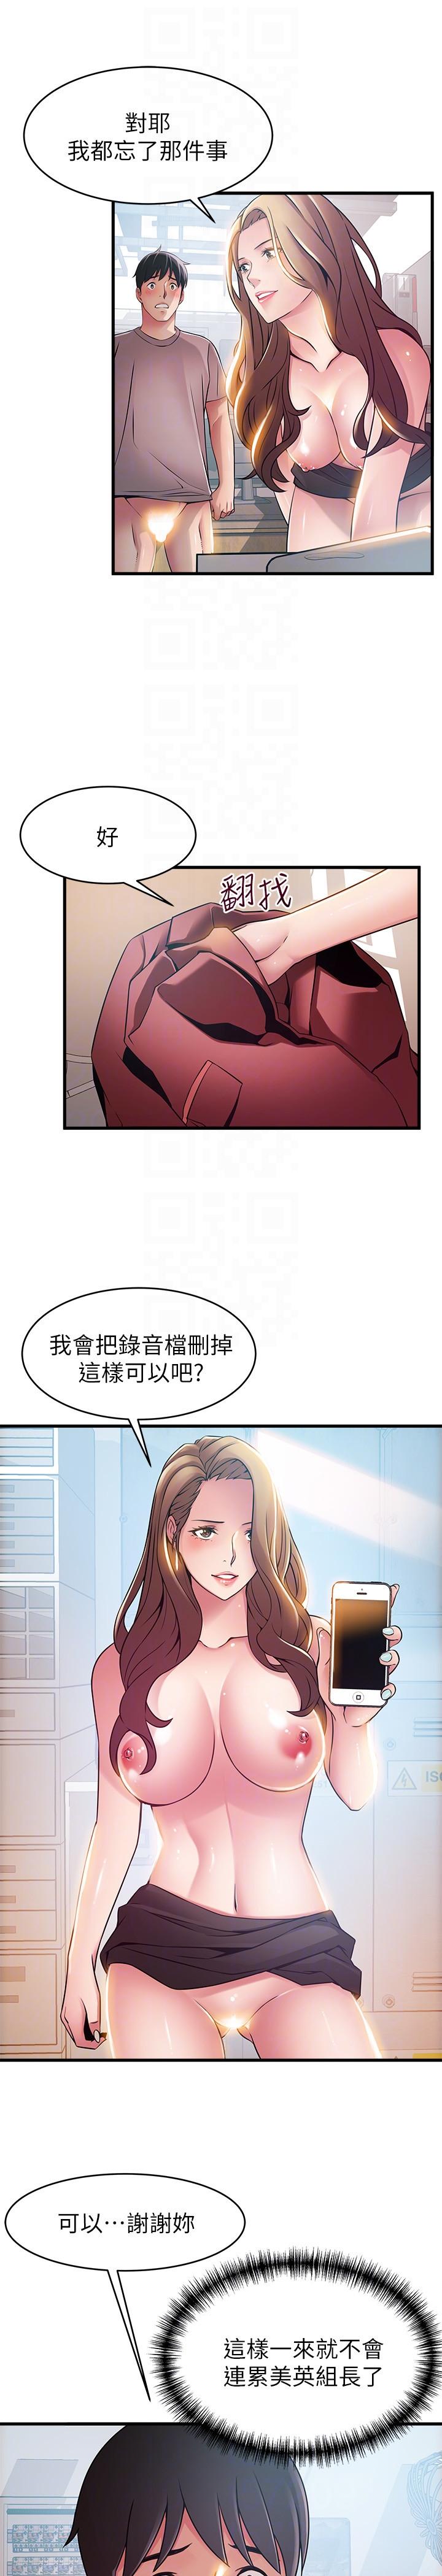 對耶
我都忘了那件事
好
翻找
我會把錄音檔刪掉
這樣可以吧?
ISO
可以⋯謝謝妳
這樣一來就不會
連累美英組長了